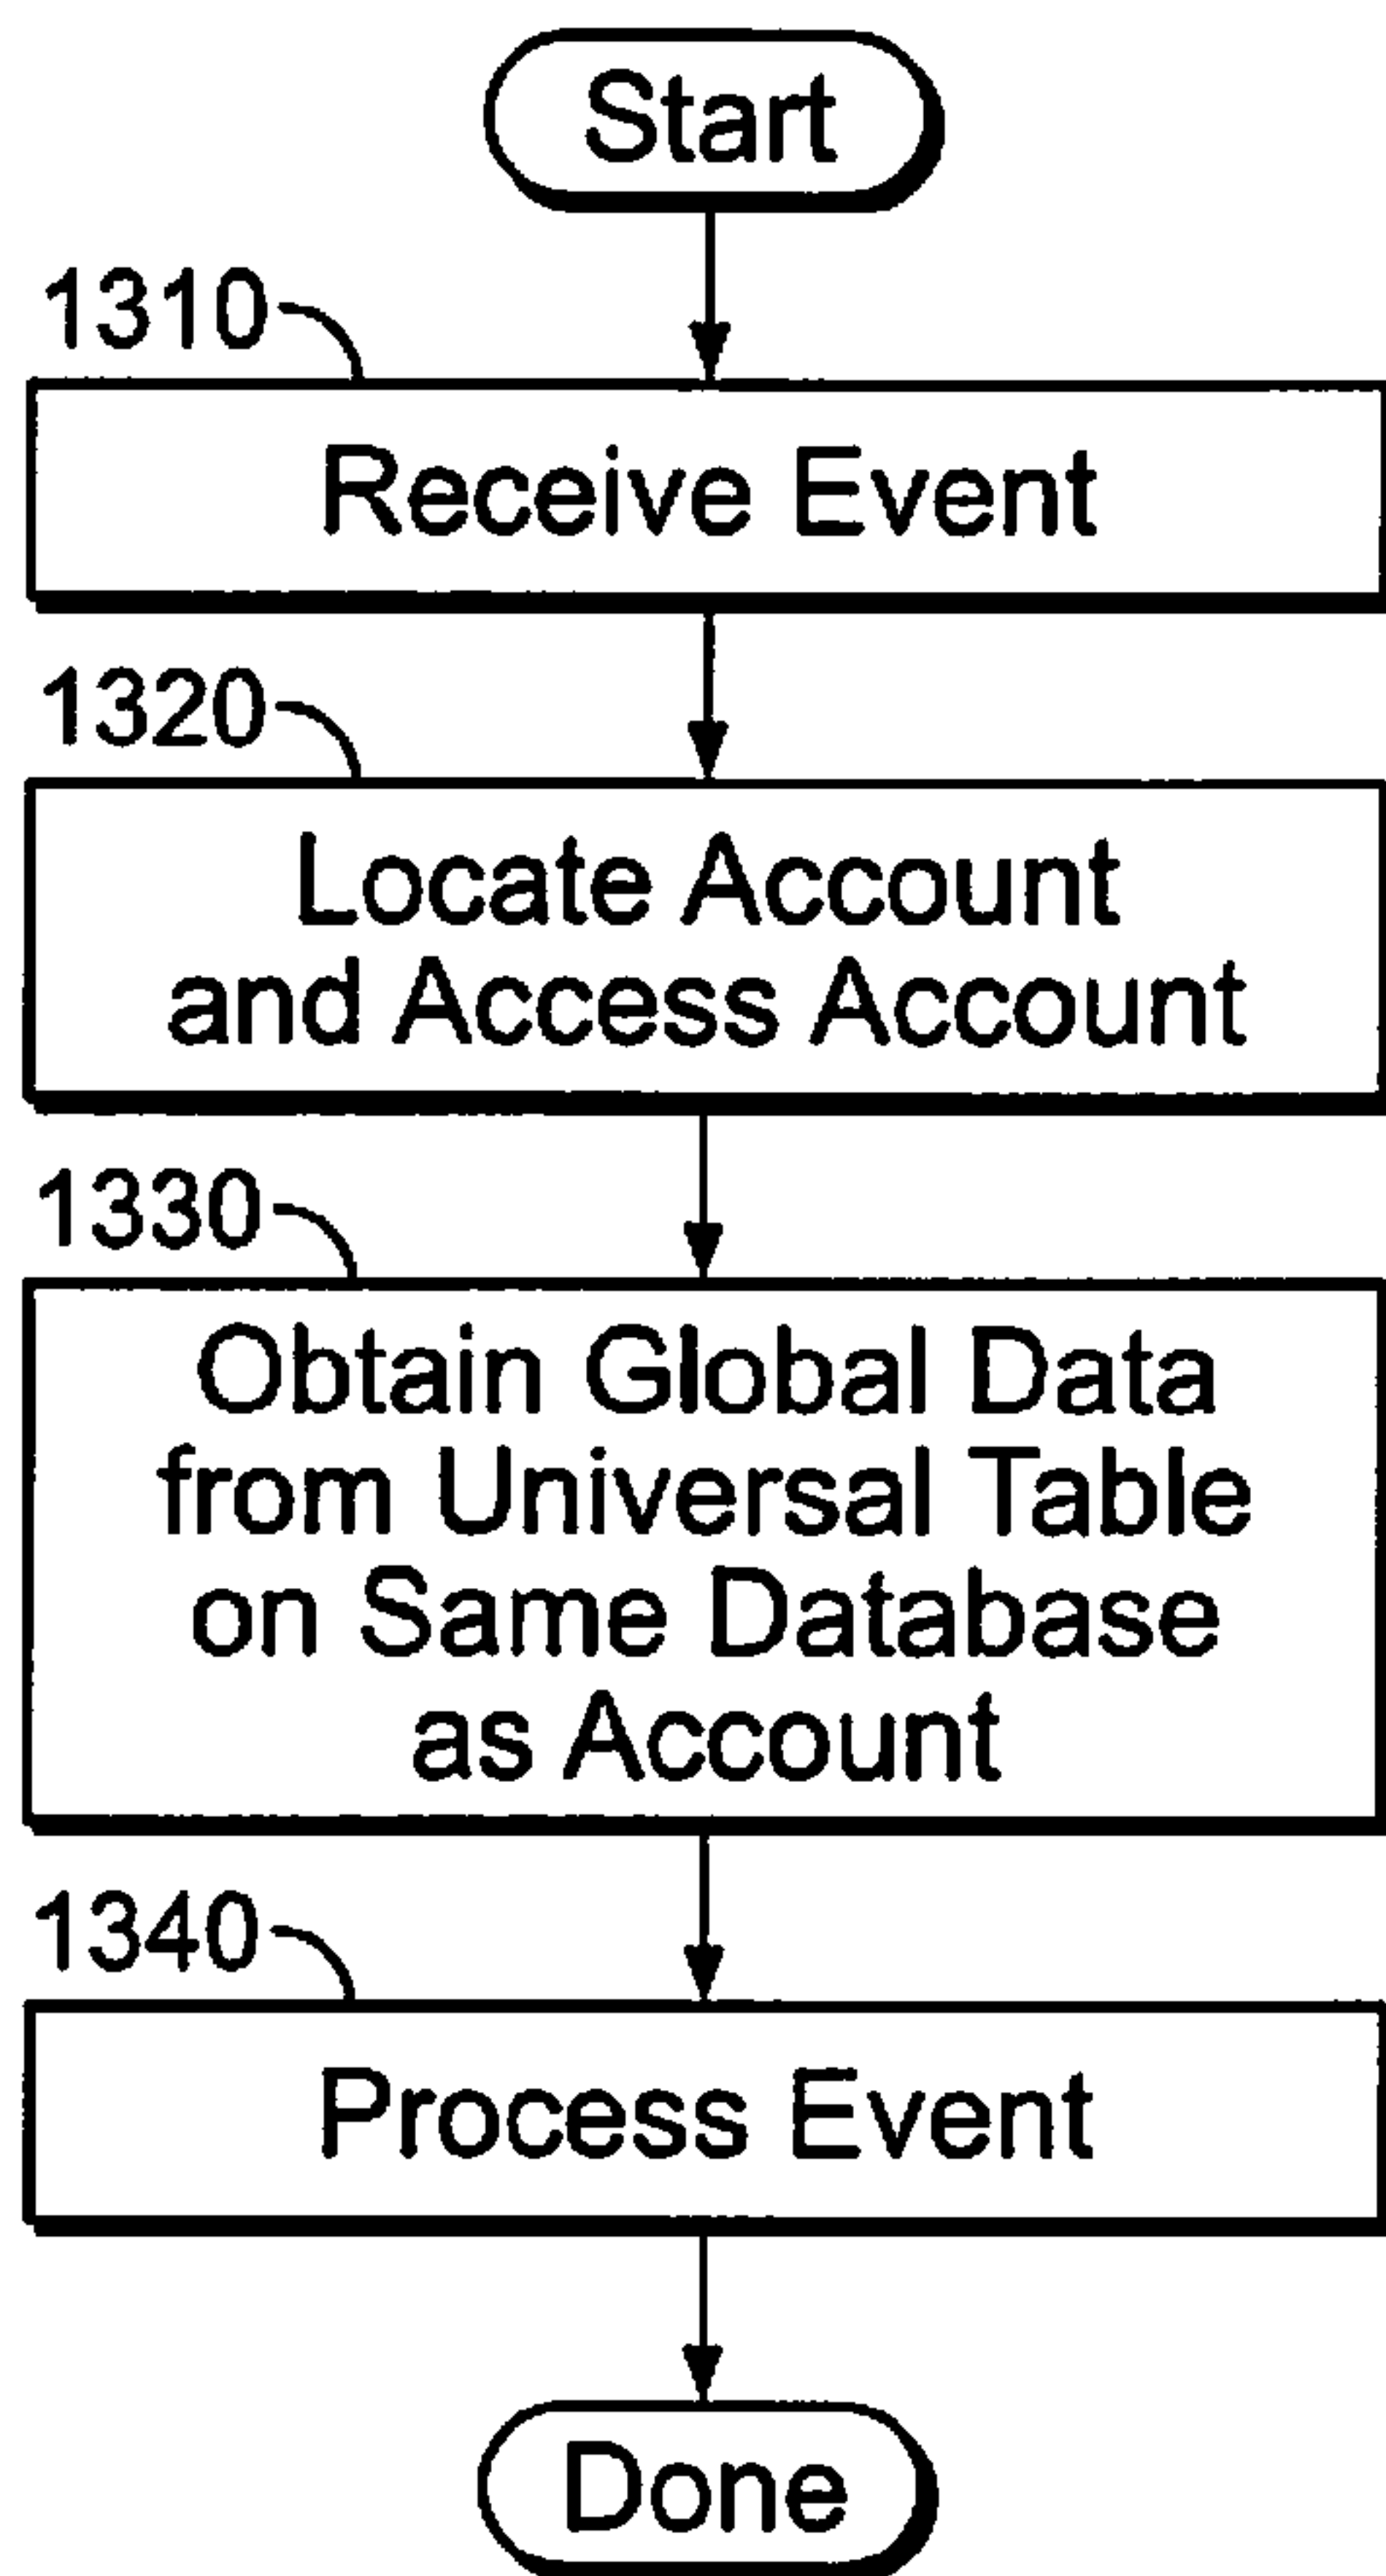 Start
1310
Receive Event
1320
Locate Account
and Access Account
1330
Obtain Global Data
from Universal Table
on Same Database
as Account
1340
Process Event
Done